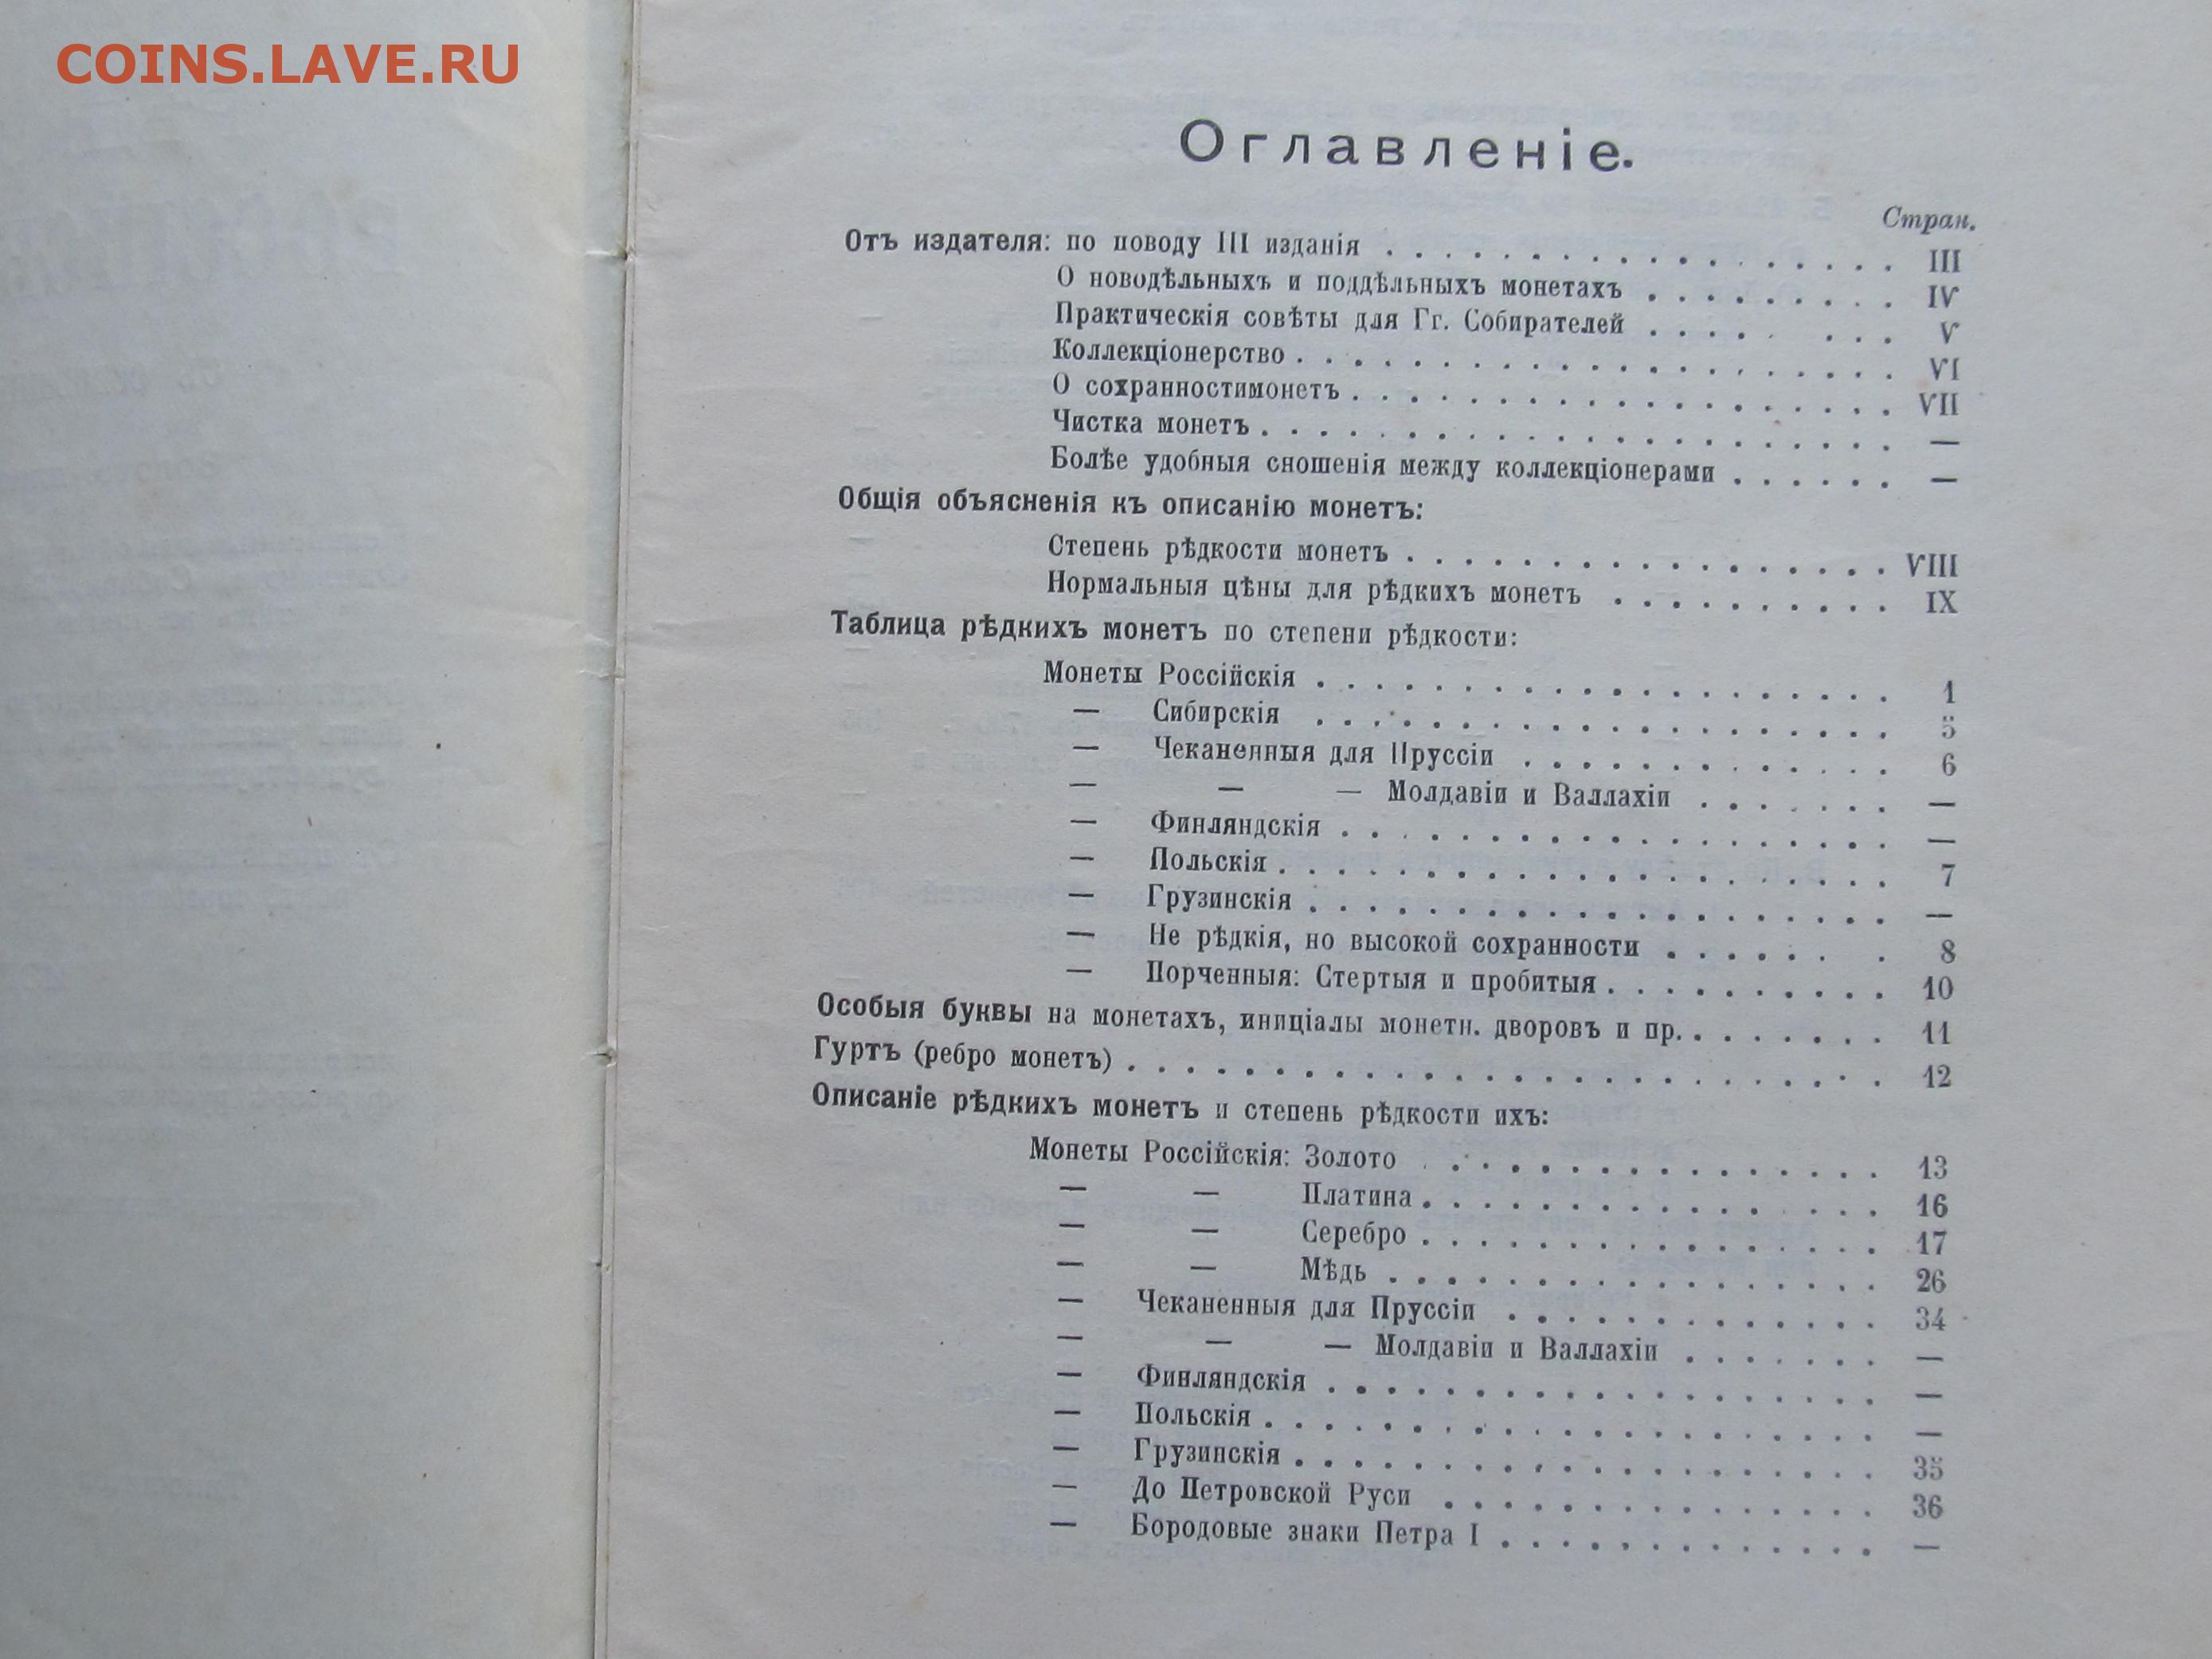 COINS.LAVE.RU
Оглавленіе.
Стран.
Отъ издателя: по поводу III изданія . . . . . . . . . . . . . . . . . . III
О новодѣльныхъ и поддѣльныхъ монетахъ . . . . . . . . . IV
Практическія совѣты для Гг. Собирателей . . . . . . . V
Коллекціонерство . . . . . . . . . . . . . . . . . . . . . VI
О сохранностимонетъ . . . . . . . . . . . . . . . . . . . VII
Чистка монетъ . . . . . . . . . . . . . . . . . . . . . . —
Болѣе удобныя сношенія между коллекціонерами . . . . . . —
Общія объясненія къ описанію монетъ:
Степень рѣдкости монетъ . . . . . . . . . . . . . . . . . VIII
Нормальныя цѣны для рѣдкихъ монетъ . . . . . . . . . . IX
Таблица рѣдкихъ монетъ по степени рѣдкости:
Монеты Россійскія . . . . . . . . . . . . . . . . . . . . 1
— Сибирскія . . . . . . . . . . . . . . . . . . . . 5
— Чеканенныя для Пруссіи . . . . . . . . . . . . . 6
— — — Молдавіи и Валлахіи . . . . . . . —
— Финляндскія . . . . . . . . . . . . . . . . . . . —
— Польскія . . . . . . . . . . . . . . . . . . . . . 7
— Грузинскія . . . . . . . . . . . . . . . . . . . . —
— Не рѣдкія, но высокой сохранности . . . . . . . 8
— Порченныя: Стертыя и пробитыя . . . . . . . . . . 10
Особыя буквы на монетахъ, иниціалы монетн. дворовъ и пр. . . . . . . . 11
Гуртъ (ребро монетъ) . . . . . . . . . . . . . . . . . . . . . . . . . . 12
Описаніе рѣдкихъ монетъ и степень рѣдкости ихъ:
Монеты Россійскія: Золото . . . . . . . . . . . . . . . . 13
— — Платина . . . . . . . . . . . . . . . . 16
— — Серебро . . . . . . . . . . . . . . . . 17
— — Мѣдь . . . . . . . . . . . . . . . . . 26
— Чеканенныя для Пруссіи . . . . . . . . . . . . . 34
— — — Молдавіи и Валлахіи . . . . . . . —
— Финляндскія . . . . . . . . . . . . . . . . . . . —
— Польскія . . . . . . . . . . . . . . . . . . . . . —
— Грузинскія . . . . . . . . . . . . . . . . . . . . 35
— До Петровской Руси . . . . . . . . . . . . . . . 36
— Бородовые знаки Петра I . . . . . . . . . . . . . —